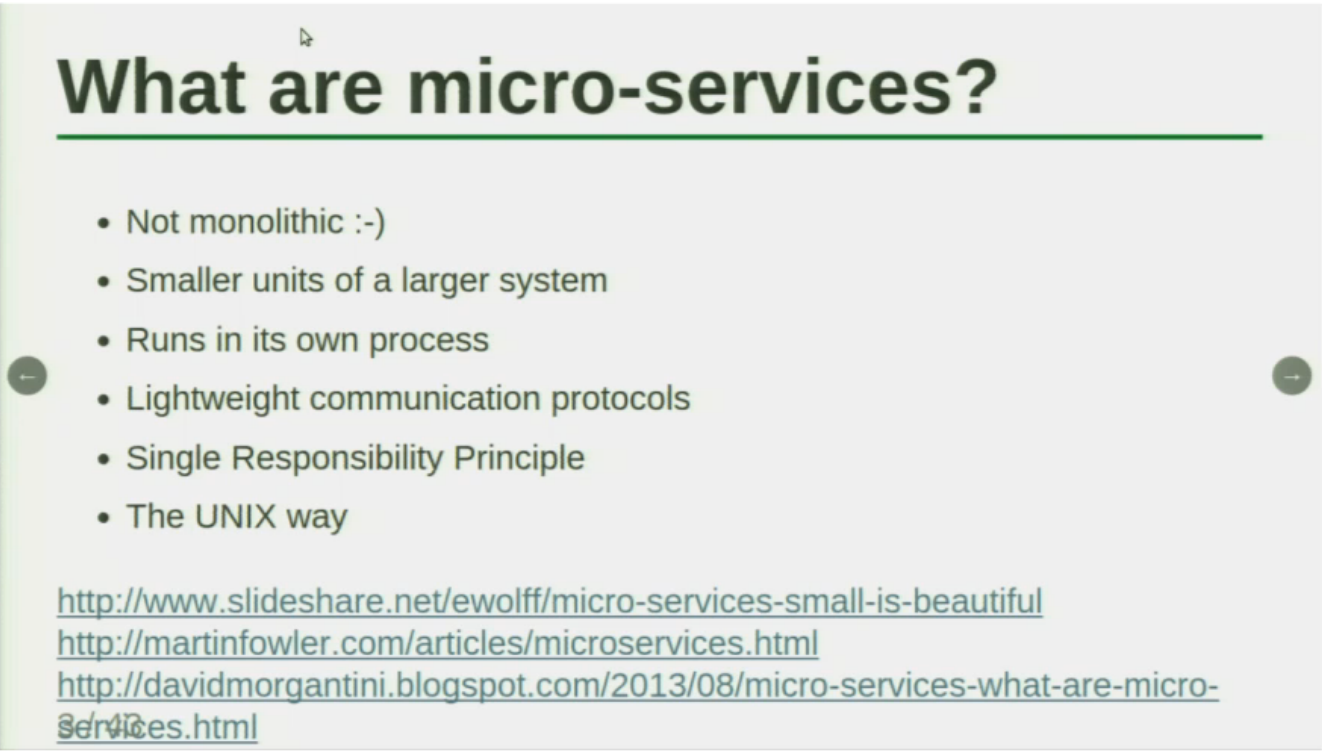 What are micro-services?
Not monolithic :-)
Smaller units of a larger system
Runs in its own process
Lightweight communication protocols
Single Responsibility Principle
The UNIX way
←
→
http://www.slideshare.net/ewolff/micro-services-small-is-beautiful
http://martinfowler.com/articles/microservices.html
http://davidmorgantini.blogspot.com/2013/08/micro-services-what-are-micro-
services.html
3 / 43